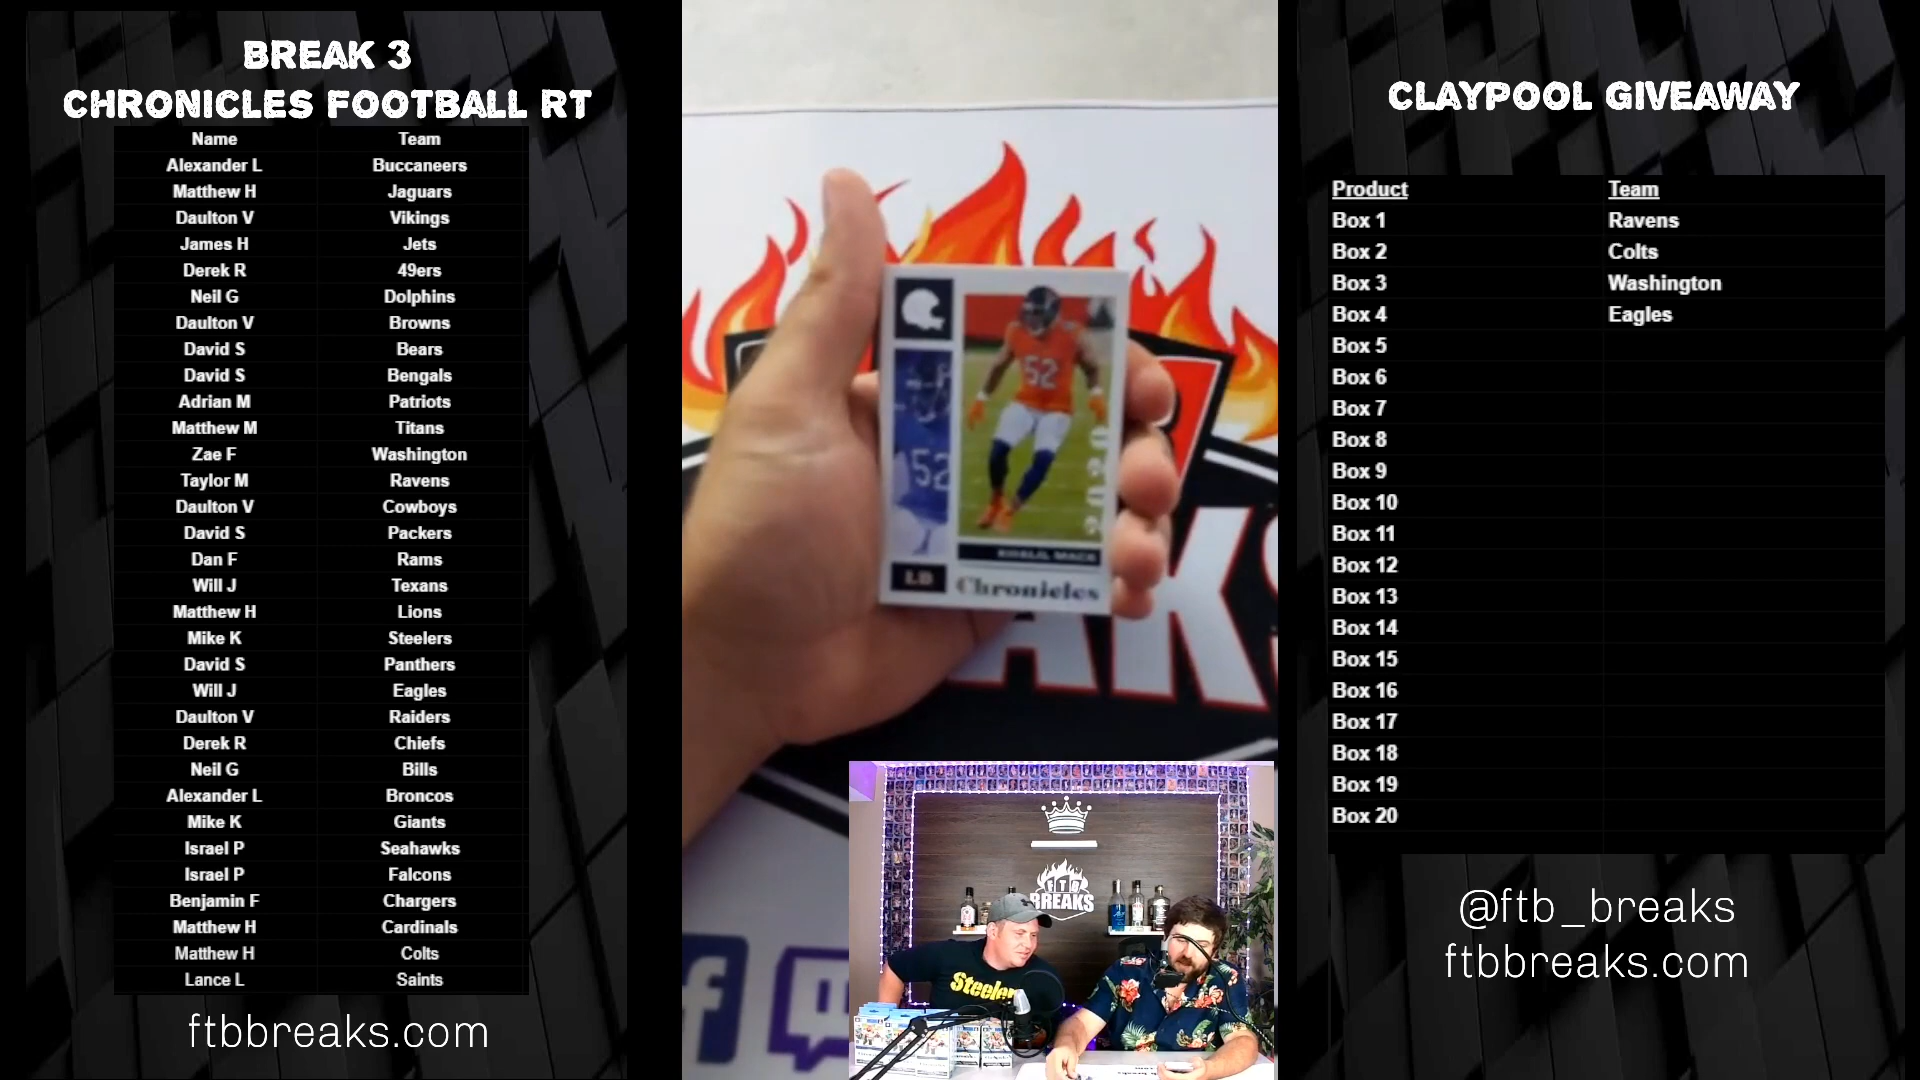 BREAK 3
CHRONICLES FOOTBALL RT
Name Team
Alexander L Buccaneers
Matthew H Jaguars
Daulton V Vikings
James H Jets
Derek R 49ers
Neil G Dolphins
Daulton V Browns
David S Bears
David S Bengals
Adrian M Patriots
Matthew M Titans
Zae F Washington
Taylor M Ravens
Daulton V Cowboys
David S Packers
Dan F Rams
Will J Texans
Matthew H Lions
Mike K Steelers
David S Panthers
Will J Eagles
Daulton V Raiders
Derek R Chiefs
Neil G Bills
Alexander L Broncos
Mike K Giants
Israel P Seahawks
Israel P Falcons
Benjamin F Chargers
Matthew H Cardinals
Matthew H Colts
Lance L Saints
ftbbreaks.com
52
52
2020
KHALIL MACK
LB
Chronicles
FTB
BREAKS
Steelers
CLAYPOOL GIVEAWAY
Product Team
Box 1 Ravens
Box 2 Colts
Box 3 Washington
Box 4 Eagles
Box 5
Box 6
Box 7
Box 8
Box 9
Box 10
Box 11
Box 12
Box 13
Box 14
Box 15
Box 16
Box 17
Box 18
Box 19
Box 20
@ftb_breaks
ftbbreaks.com